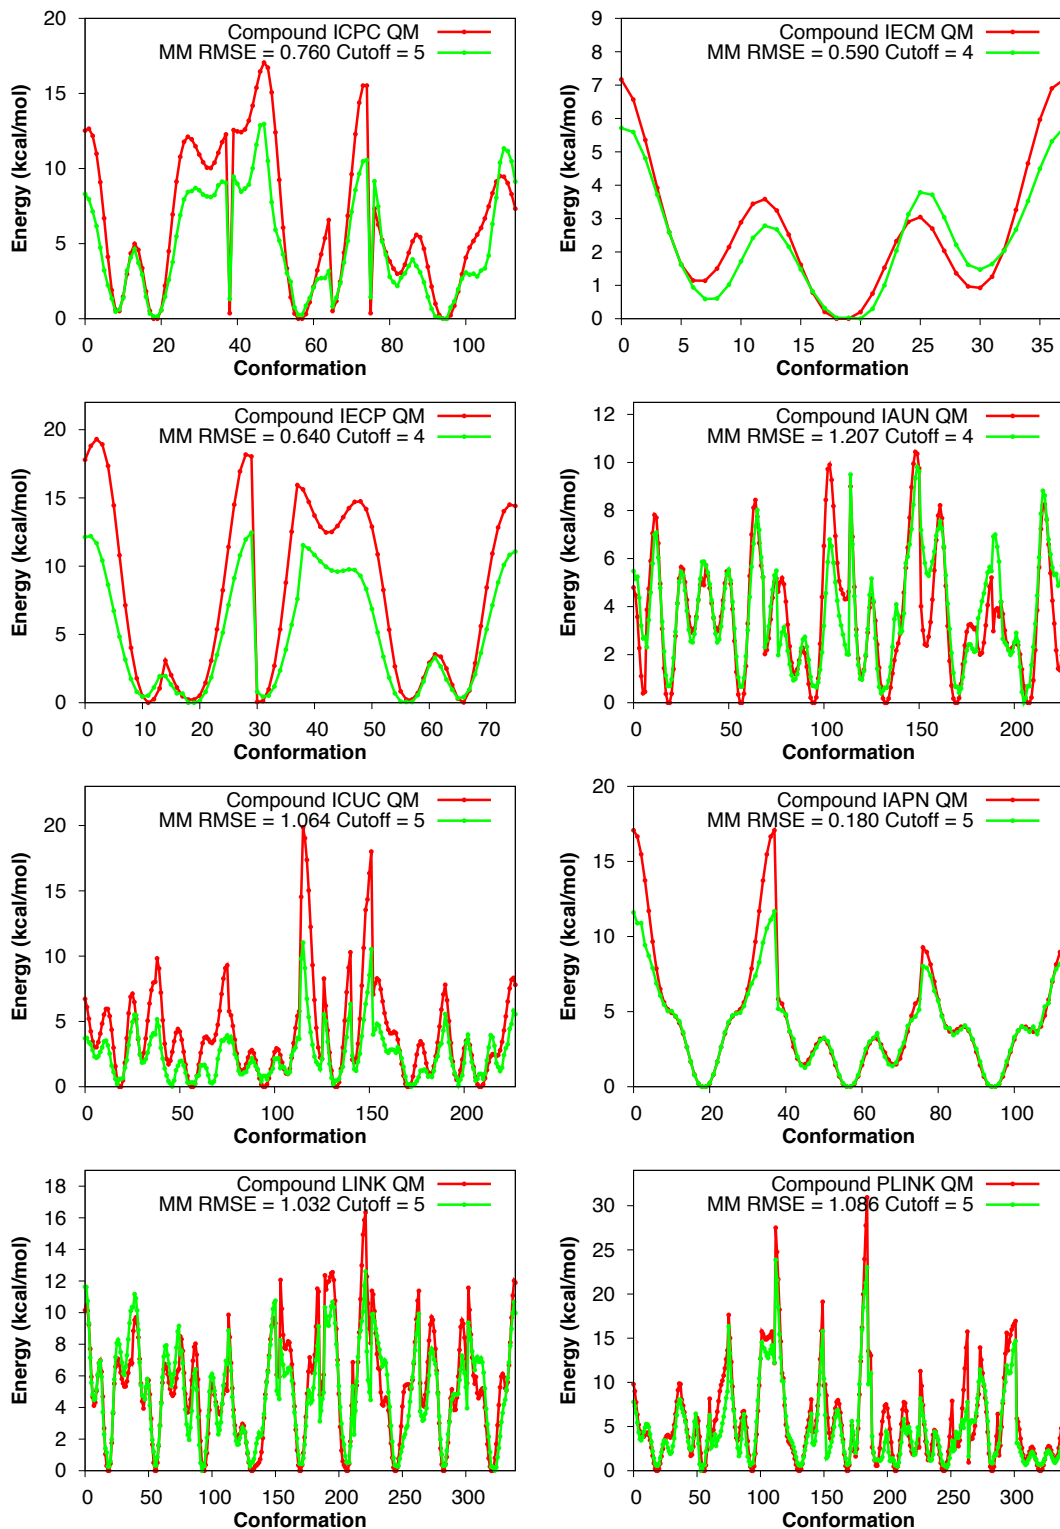 Compound ICPC QM
MM RMSE = 0.760 Cutoff = 5
Energy (kcal/mol)
20
15
10
5
0
0 20 40 60 80 100
Conformation
Compound IECM QM
MM RMSE = 0.590 Cutoff = 4
Energy (kcal/mol)
9
8
7
6
5
4
3
2
1
0
0 5 10 15 20 25 30 35
Conformation
Compound IECP QM
MM RMSE = 0.640 Cutoff = 4
Energy (kcal/mol)
20
15
10
5
0
0 10 20 30 40 50 60 70
Conformation
Compound IAUN QM
MM RMSE = 1.207 Cutoff = 4
Energy (kcal/mol)
12
10
8
6
4
2
0
0 50 100 150 200
Conformation
Compound ICUC QM
MM RMSE = 1.064 Cutoff = 5
Energy (kcal/mol)
20
15
10
5
0
0 50 100 150 200
Conformation
Compound IAPN QM
MM RMSE = 0.180 Cutoff = 5
Energy (kcal/mol)
20
15
10
5
0
0 20 40 60 80 100
Conformation
Compound LINK QM
MM RMSE = 1.032 Cutoff = 5
Energy (kcal/mol)
18
16
14
12
10
8
6
4
2
0
0 50 100 150 200 250 300
Conformation
Compound PLINK QM
MM RMSE = 1.086 Cutoff = 5
Energy (kcal/mol)
30
25
20
15
10
5
0
0 50 100 150 200 250 300
Conformation